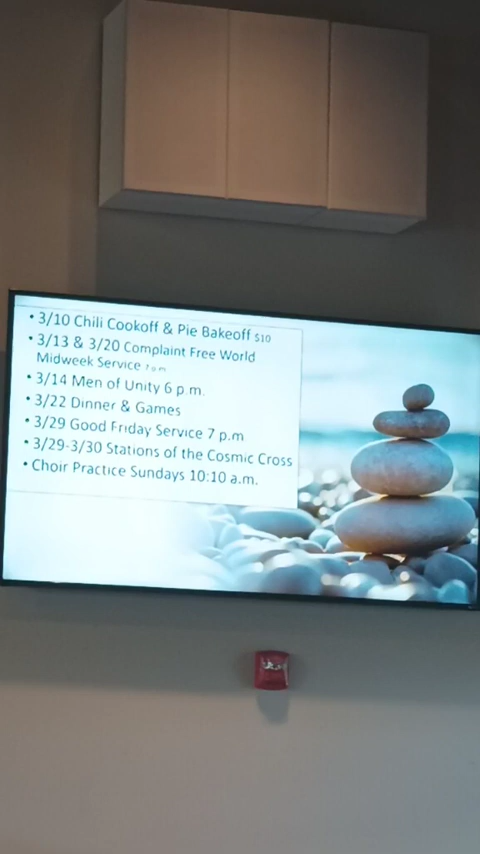 • 3/10 Chili Cookoff & Pie Bakeoff $10
• 3/13 & 3/20 Complaint Free World
Midweek Service 7 p.m.
• 3/14 Men of Unity 6 p.m.
• 3/22 Dinner & Games
• 3/29 Good Friday Service 7 p.m
• 3/29-3/30 Stations of the Cosmic Cross
• Choir Practice Sundays 10:10 a.m.